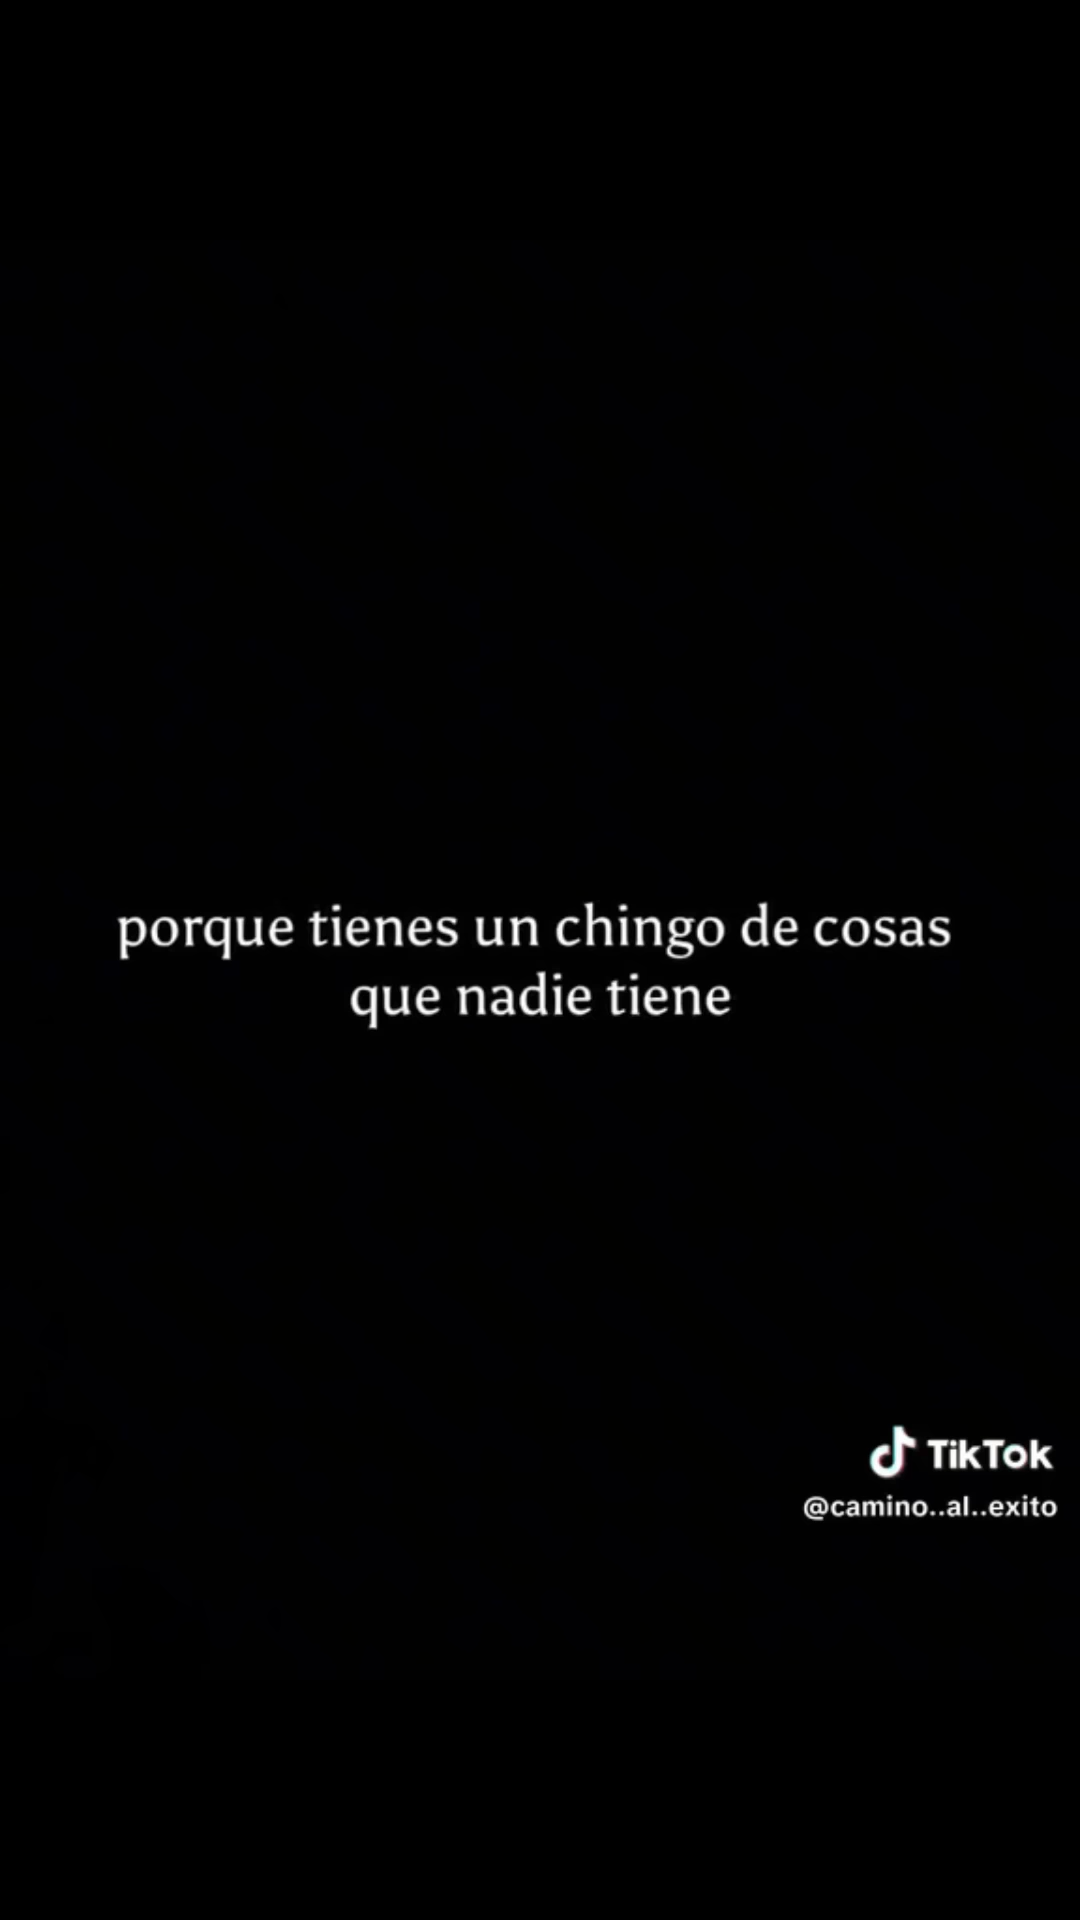 porque tienes un chingo de cosas
que nadie tiene
TikTok
@camino..al..exito